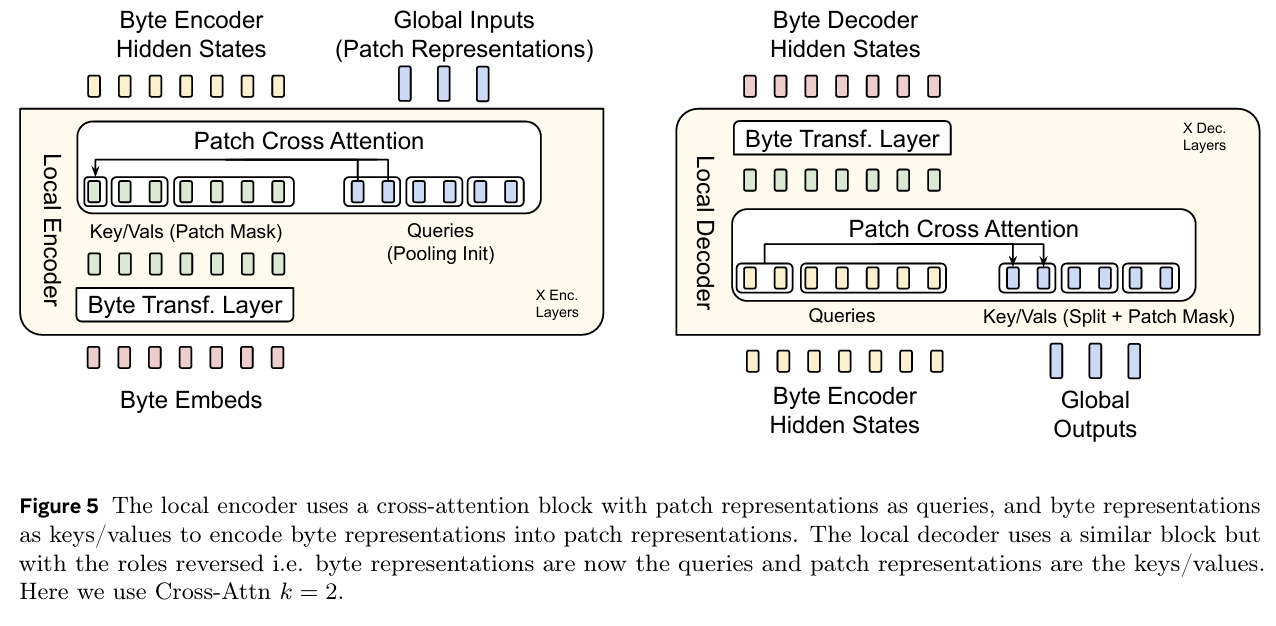 Byte Encoder
Hidden States
Global Inputs
(Patch Representations)
Local Encoder
Patch Cross Attention
Key/Vals (Patch Mask)
Queries
(Pooling Init)
Byte Transf. Layer
X Enc.
Layers
Byte Embeds
Byte Decoder
Hidden States
Local Decoder
Byte Transf. Layer
X Dec.
Layers
Patch Cross Attention
Queries
Key/Vals (Split + Patch Mask)
Byte Encoder
Hidden States
Global
Outputs
Figure 5 The local encoder uses a cross-attention block with patch representations as queries, and byte representations
as keys/values to encode byte representations into patch representations. The local decoder uses a similar block but
with the roles reversed i.e. byte representations are now the queries and patch representations are the keys/values.
Here we use Cross-Attn k = 2.